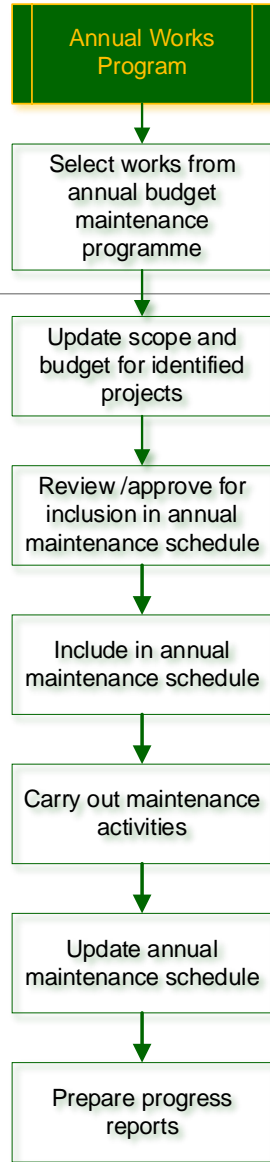 Annual Works
Program
Select works from
annual budget
maintenance
programme
Update scope and
budget for identified
projects
Review /approve for
inclusion in annual
maintenance schedule
Include in annual
maintenance schedule
Carry out maintenance
activities
Update annual
maintenance schedule
Prepare progress
reports